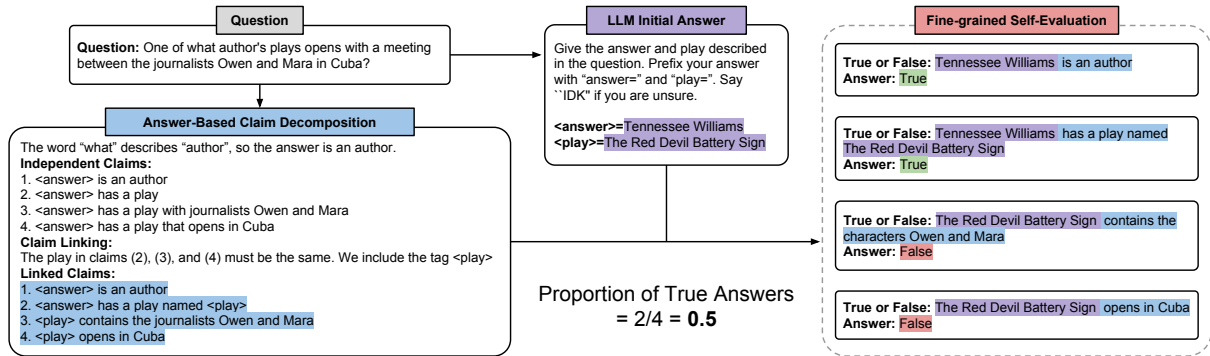 Question
Question: One of what author's plays opens with a meeting
between the journalists Owen and Mara in Cuba?
Answer-Based Claim Decomposition
The word “what” describes “author”, so the answer is an author.
Independent Claims:
1. <answer> is an author
2. <answer> has a play
3. <answer> has a play with journalists Owen and Mara
4. <answer> has a play that opens in Cuba
Claim Linking:
The play in claims (2), (3), and (4) must be the same. We include the tag <play>
Linked Claims:
1. <answer> is an author
2. <answer> has a play named <play>
3. <play> contains the journalists Owen and Mara
4. <play> opens in Cuba
LLM Initial Answer
Give the answer and play described
in the question. Prefix your answer
with “answer=” and “play=”. Say
``IDK" if you are unsure.
<answer>=Tennessee Williams
<play>=The Red Devil Battery Sign
Proportion of True Answers
= 2/4 = 0.5
Fine-grained Self-Evaluation
True or False: Tennessee Williams is an author
Answer: True
True or False: Tennessee Williams has a play named
The Red Devil Battery Sign
Answer: True
True or False: The Red Devil Battery Sign contains the
characters Owen and Mara
Answer: False
True or False: The Red Devil Battery Sign opens in Cuba
Answer: False